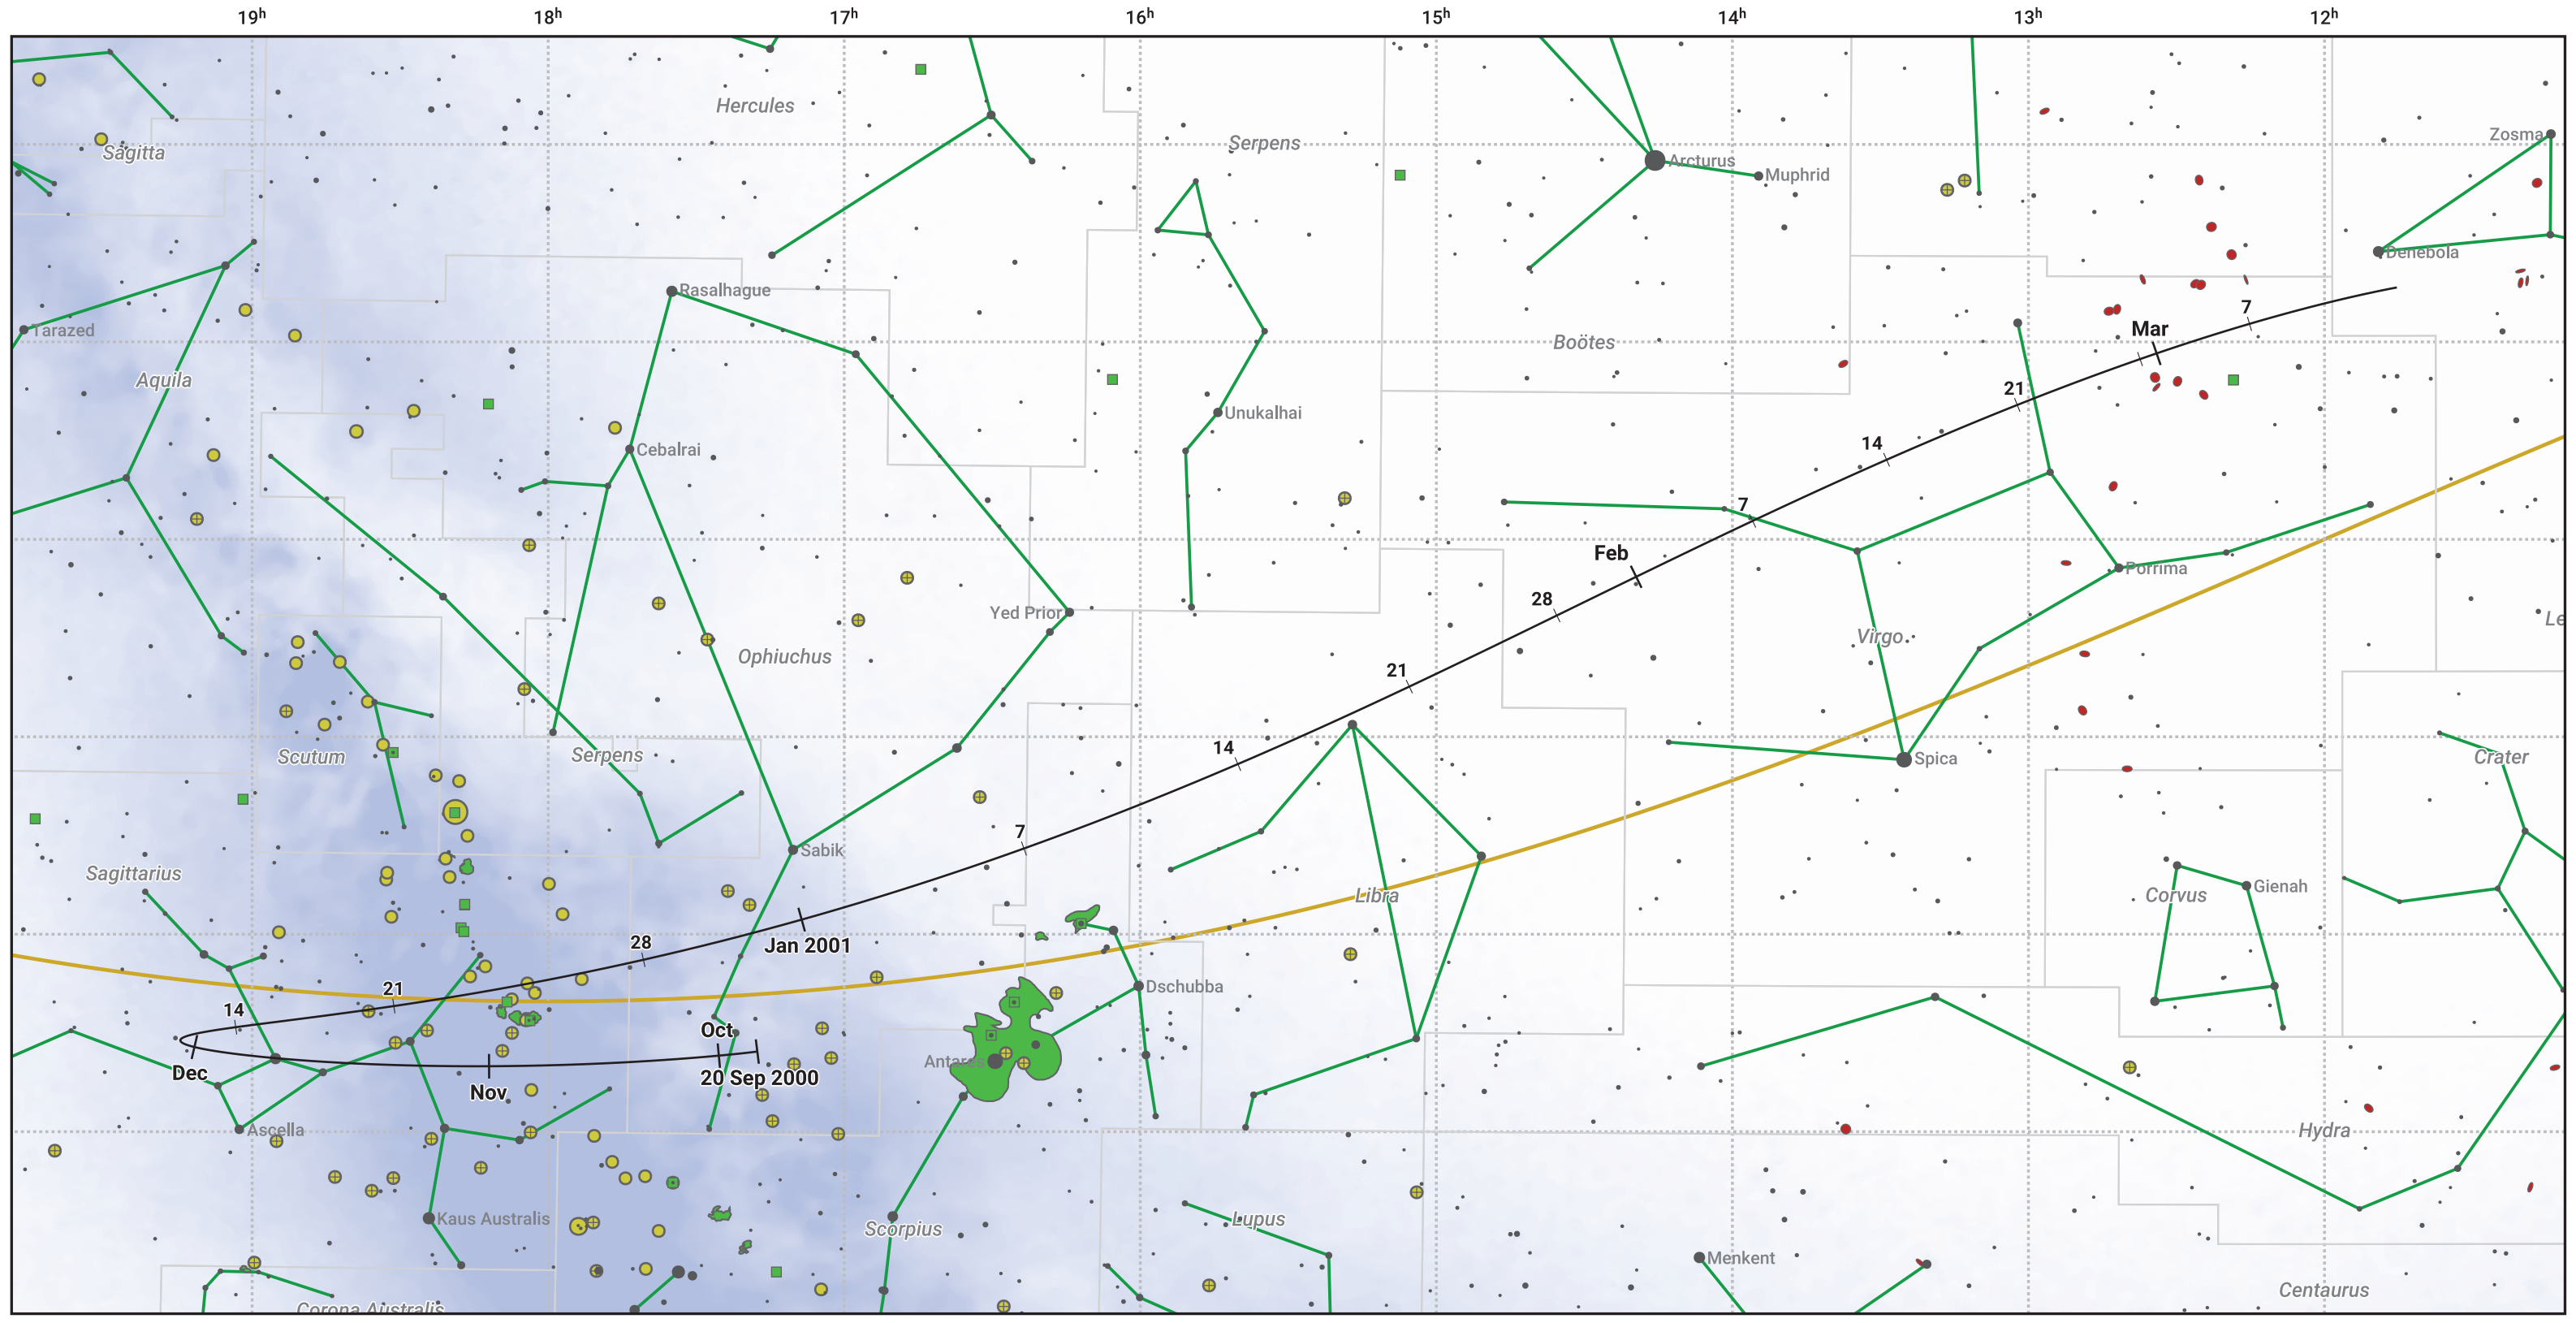 19h 18h 17h 16h 15h 14h 13h 12h
Hercules
Zosma
Serpens
Sagitta
Arcturus
Muphrid
Denebola
Rasalhague
7
Tarazed
Mar
Boötes
Aquila
21
Unukalhai
14
Cebalrai
7
Feb
Porrima
28
Yed Prior
Le
Virgo
Ophiuchus
21
14
Scutum
Serpens
Spica
Crater
7
Sabik
Sagittarius
Libra
Corvus
Gienah
28
Jan 2001
21
Dschubba
14
Oct
Antares
Dec
20 Sep 2000
Nov
Ascella
Hydra
Kaus Australis
Scorpius
Lupus
Menkent
Centaurus
Corona Australis